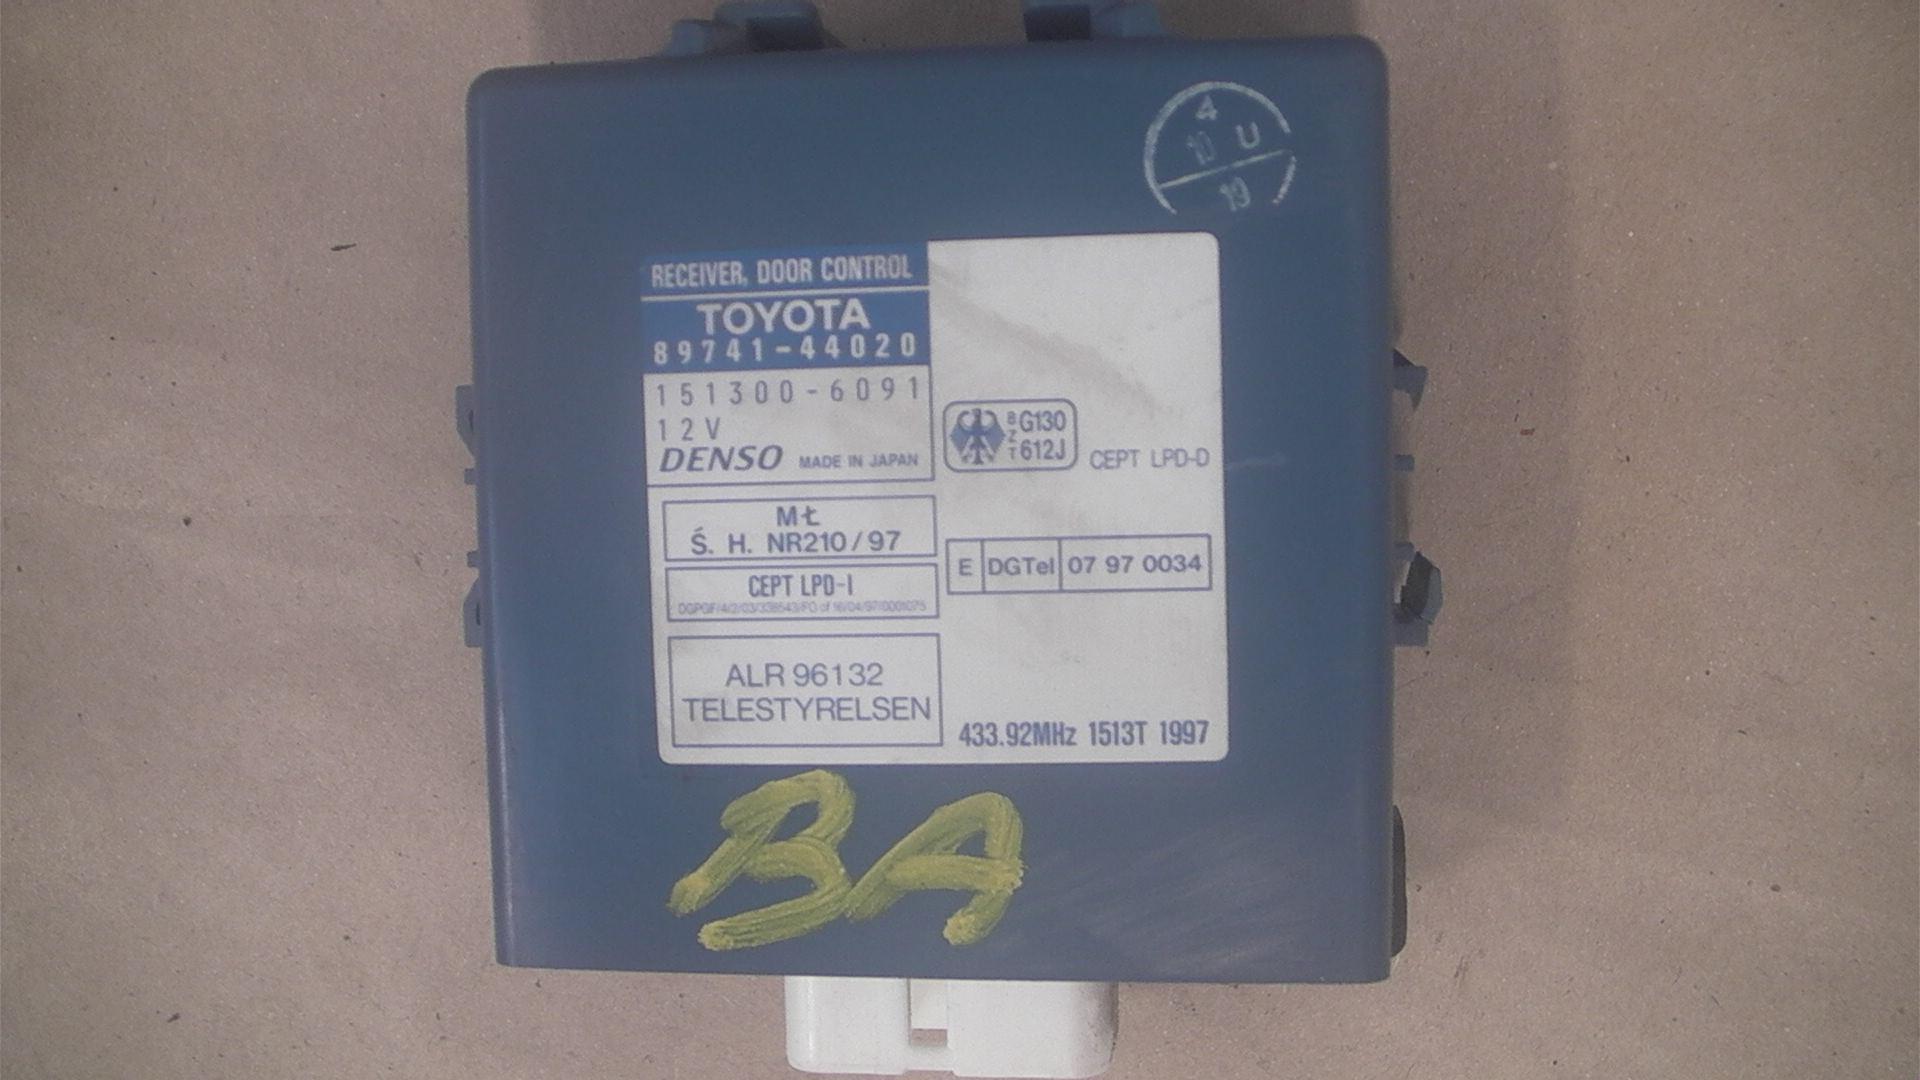 4
10 U
19
RECEIVER, DOOR CONTROL
TOYOTA
89741-44020
151300-6091
12V
DENSO MADE IN JAPAN
BZT G130
612J
CEPT LPD-D
MŁ
Ś. H. NR210/97
CEPT LPD-I
E DGTel 07 97 0034
ALR 96132
TELESTYRELSEN
433.92MHz 1513T 1997
BA